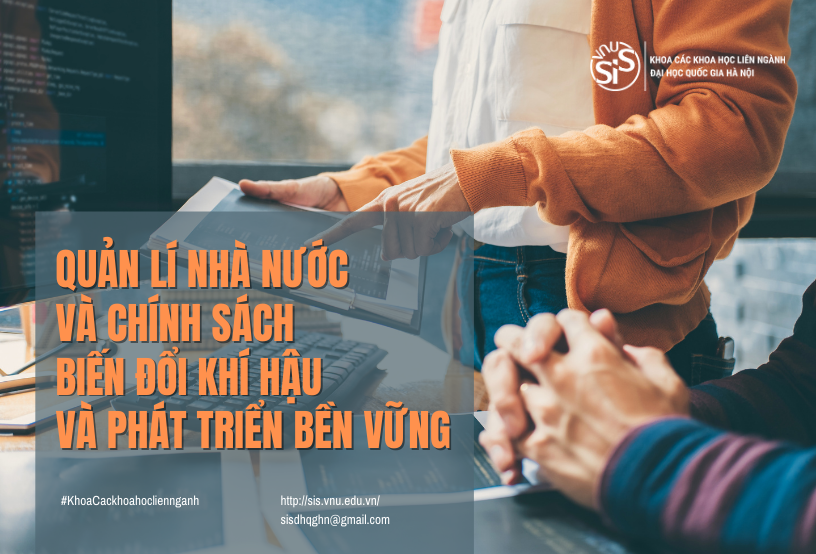 VNU
SiS
KHOA CÁC KHOA HỌC LIÊN NGÀNH
ĐẠI HỌC QUỐC GIA HÀ NỘI
QUẢN LÍ NHÀ NƯỚC
VÀ CHÍNH SÁCH
BIẾN ĐỔI KHÍ HẬU
VÀ PHÁT TRIỂN BỀN VỮNG
#KhoaCackhoahocliennganh
http://sis.vnu.edu.vn/
sisdhqghn@gmail.com